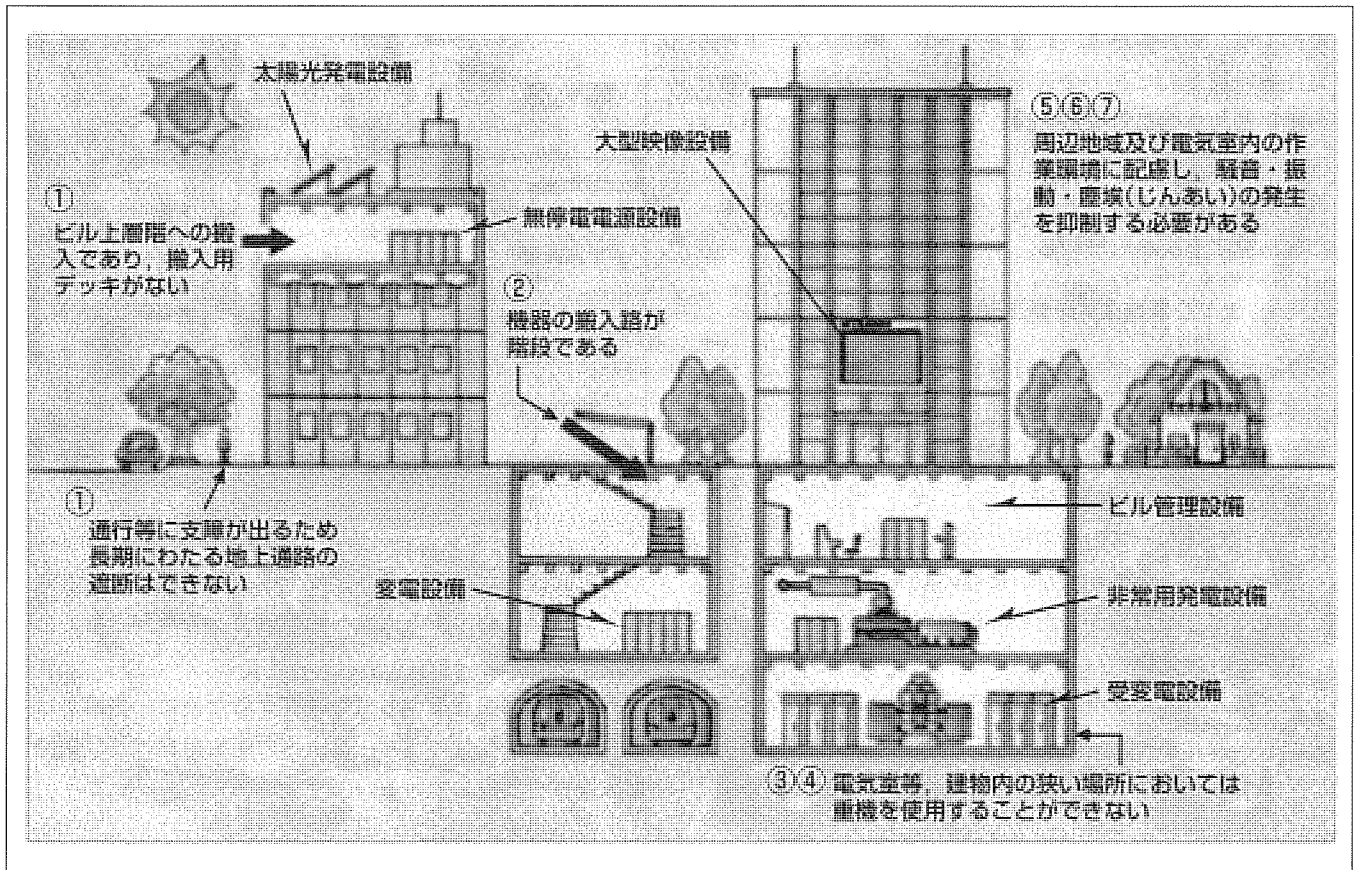 太陽光発電設備
①
ビル上層階への搬
入であり，搬入用
デッキがない
無停電電源設備
②
機器の搬入路が
階段である
大型映像設備
⑤⑥⑦
周辺地域及び電気室内の作
業環境に配慮し，騒音・振
動・塵埃(じんあい)の発生
を抑制する必要がある
①
通行等に支障が出るため
長期にわたる地上通路の
遮断はできない
変電設備
ビル管理設備
非常用発電設備
受変電設備
③④ 電気室等，建物内の狭い場所においては
重機を使用することができない